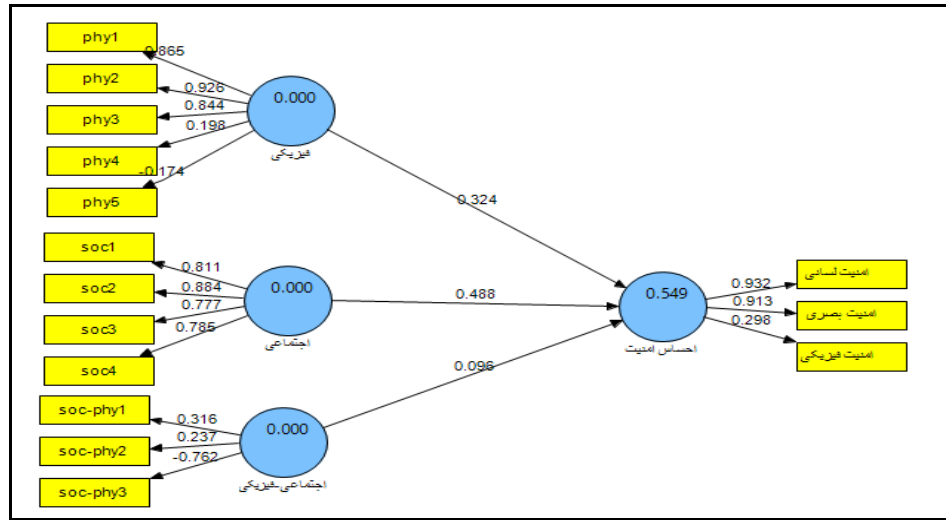 phy1
0.865
phy2
0.926
phy3
0.844
phy4
0.198
phy5
-0.174
0.000
فیزیکی
0.324
soc1
0.811
soc2
0.884
soc3
0.777
soc4
0.785
0.000
اجتماعی
0.488
soc-phy1
0.316
soc-phy2
0.237
soc-phy3
-0.762
0.000
اجتماعی-فیزیکی
0.096
0.549
احساس امنیت
0.932
امنیت لسانی
0.913
امنیت بصری
0.298
امنیت فیزیکی